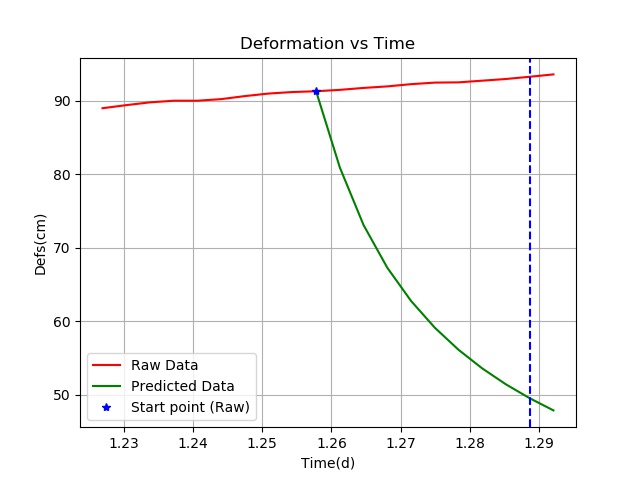 Deformation vs Time
Defs(cm)
90
80
70
60
50
Raw Data
Predicted Data
Start point (Raw)
1.23 1.24 1.25 1.26 1.27 1.28 1.29
Time(d)